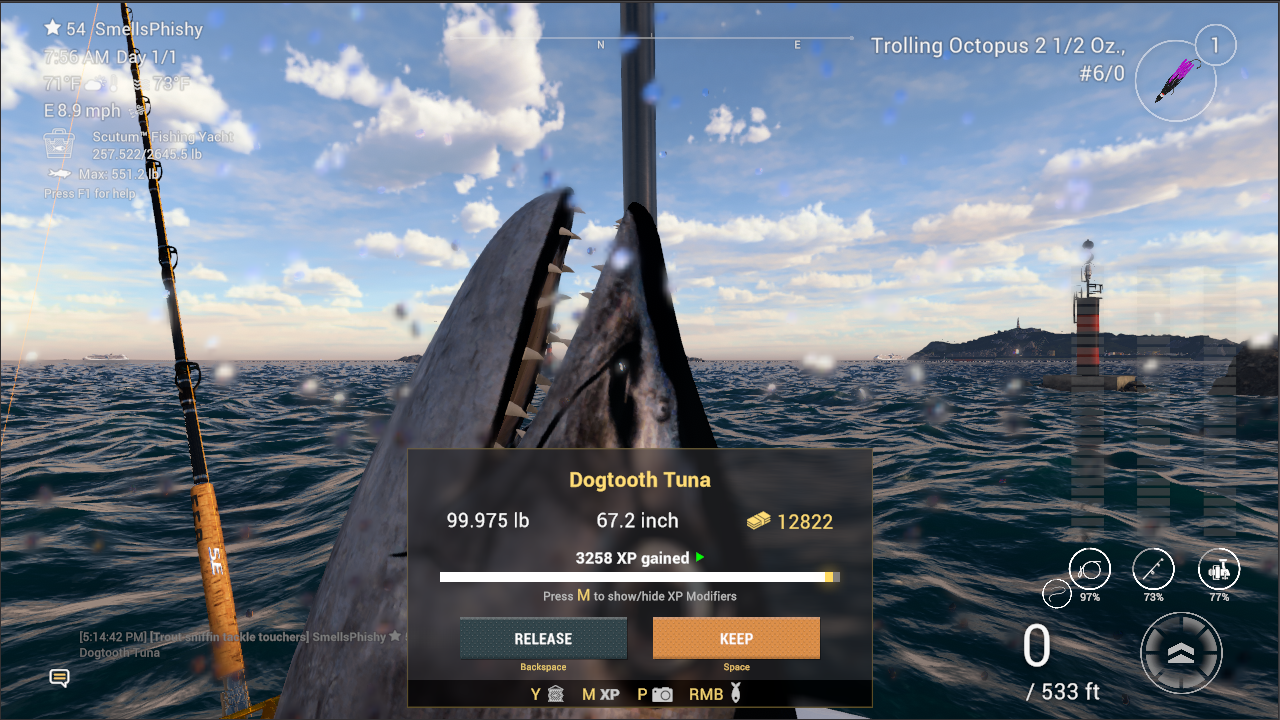 54 SmellsPhishy
7:56 AM Day 1/1
71°F 73°F
E 8.9 mph
Scutum™ Fishing Yacht
257.522/2645.5 lb
Max: 551.2 lb
Press F1 for help
N E
Trolling Octopus 2 1/2 Oz.,
#6/0
1
Dogtooth Tuna
99.975 lb 67.2 inch 12822
3258 XP gained
Press M to show/hide XP Modifiers
RELEASE KEEP
Backspace Space
Y M XP P RMB
[5:14:42 PM] [Trout sniffin tackle touchers] SmellsPhishy
Dogtooth Tuna
97% 73% 77%
0
/ 533 ft